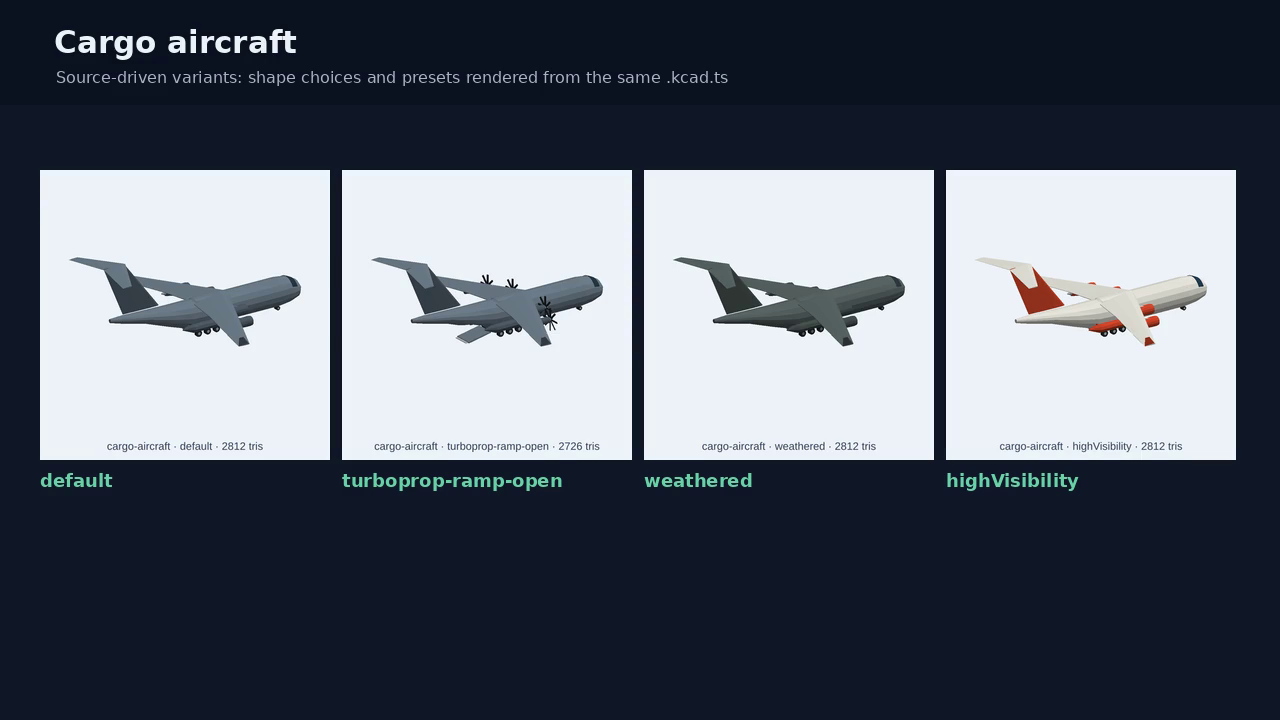 Cargo aircraft
Source-driven variants: shape choices and presets rendered from the same .kcad.ts
cargo-aircraft · default · 2812 tris
cargo-aircraft · turboprop-ramp-open · 2726 tris
cargo-aircraft · weathered · 2812 tris
cargo-aircraft · highVisibility · 2812 tris
default
turboprop-ramp-open
weathered
highVisibility